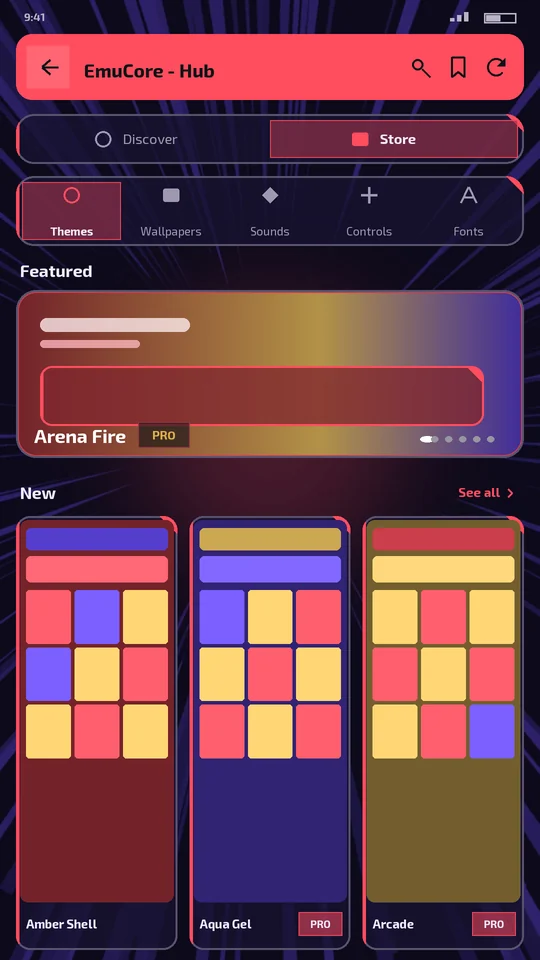 9:41
EmuCore - Hub
Discover
Store
Themes
Wallpapers
Sounds
Controls
Fonts
Featured
Arena Fire
PRO
New
See all
Amber Shell
Aqua Gel
PRO
Arcade
PRO